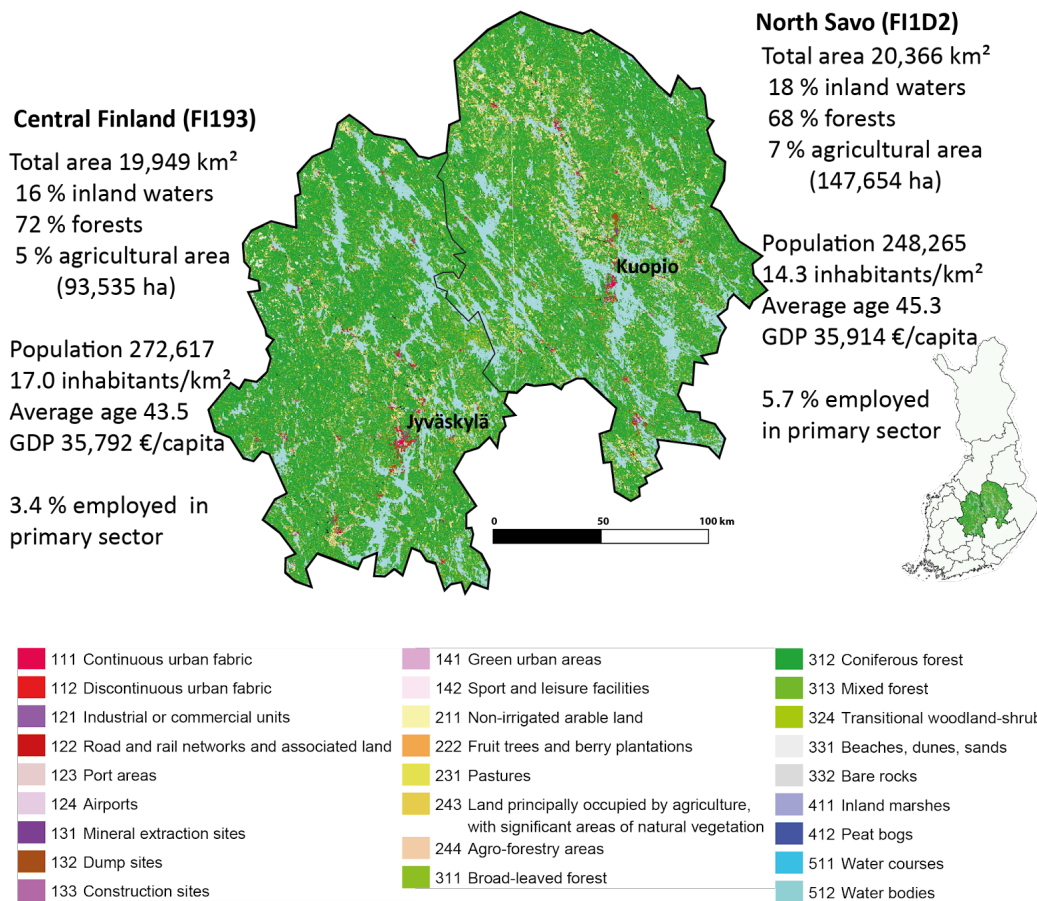 North Savo (FI1D2)
Total area 20,366 km²
18 % inland waters
68 % forests
7 % agricultural area
(147,654 ha)
Population 248,265
14.3 inhabitants/km²
Average age 45.3
GDP 35,914 €/capita
5.7 % employed
in primary sector
Central Finland (FI193)
Total area 19,949 km²
16 % inland waters
72 % forests
5 % agricultural area
(93,535 ha)
Population 272,617
17.0 inhabitants/km²
Average age 43.5
GDP 35,792 €/capita
3.4 % employed in
primary sector
Kuopio
Jyväskylä
0 50 100 km
111 Continuous urban fabric
112 Discontinuous urban fabric
121 Industrial or commercial units
122 Road and rail networks and associated land
123 Port areas
124 Airports
131 Mineral extraction sites
132 Dump sites
133 Construction sites
141 Green urban areas
142 Sport and leisure facilities
211 Non-irrigated arable land
222 Fruit trees and berry plantations
231 Pastures
243 Land principally occupied by agriculture,
with significant areas of natural vegetation
244 Agro-forestry areas
311 Broad-leaved forest
312 Coniferous forest
313 Mixed forest
324 Transitional woodland-shrub
331 Beaches, dunes, sands
332 Bare rocks
411 Inland marshes
412 Peat bogs
511 Water courses
512 Water bodies